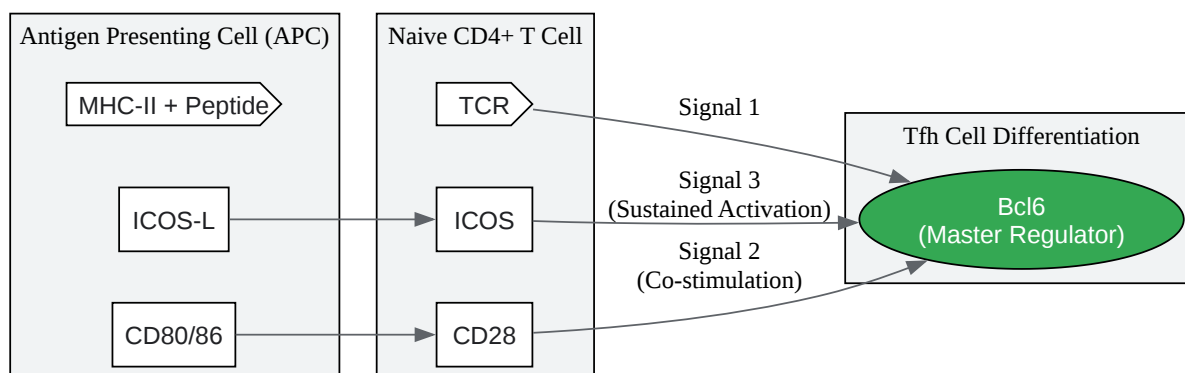 Antigen Presenting Cell (APC)
MHC-II + Peptide
ICOS-L
CD80/86
Naive CD4+ T Cell
TCR
ICOS
CD28
Signal 1
Signal 3
(Sustained Activation)
Signal 2
(Co-stimulation)
Tfh Cell Differentiation
Bcl6
(Master Regulator)